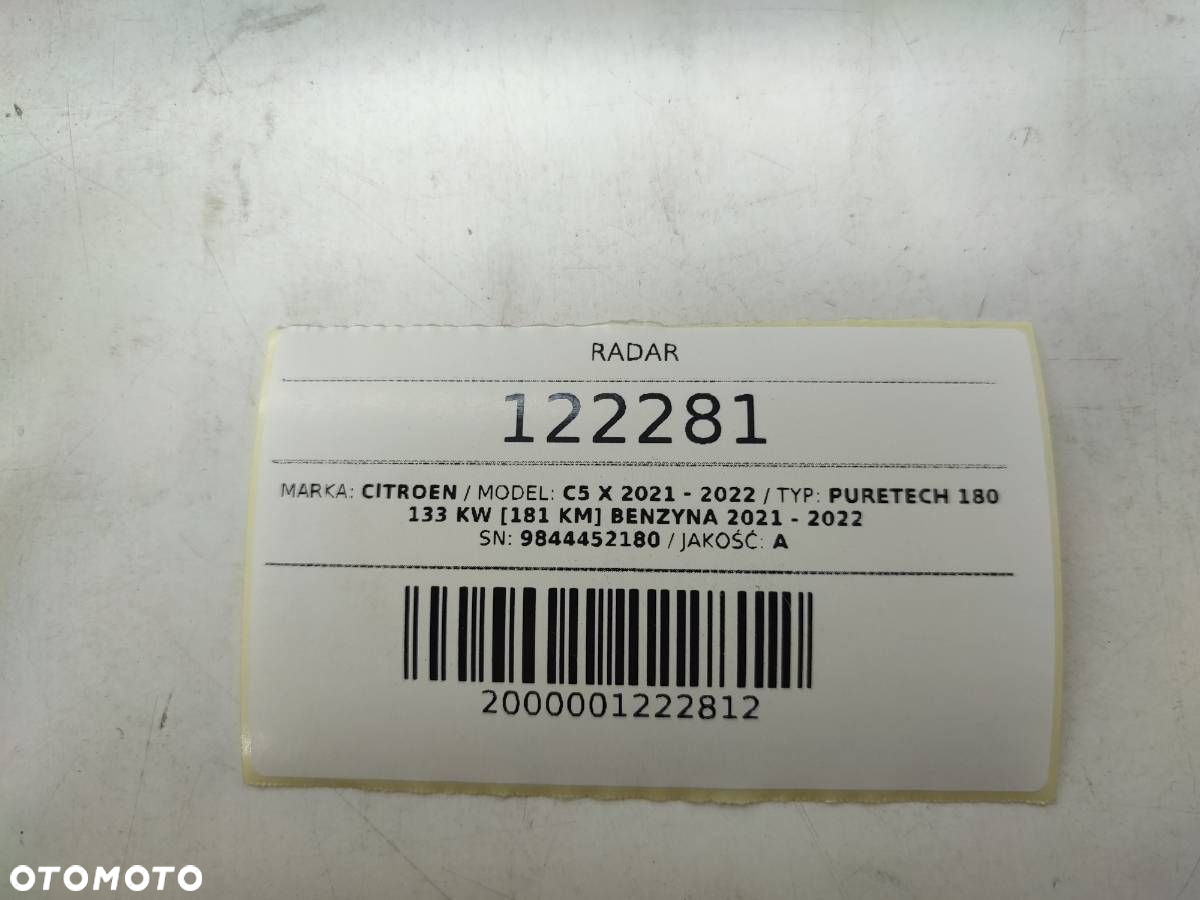 RADAR
122281
MARKA: CITROEN / MODEL: C5 X 2021 - 2022 / TYP: PURETECH 180
133 KW [181 KM] BENZYNA 2021 - 2022
SN: 9844452180 / JAKOŚĆ: A
2000001222812
OTOMOTO